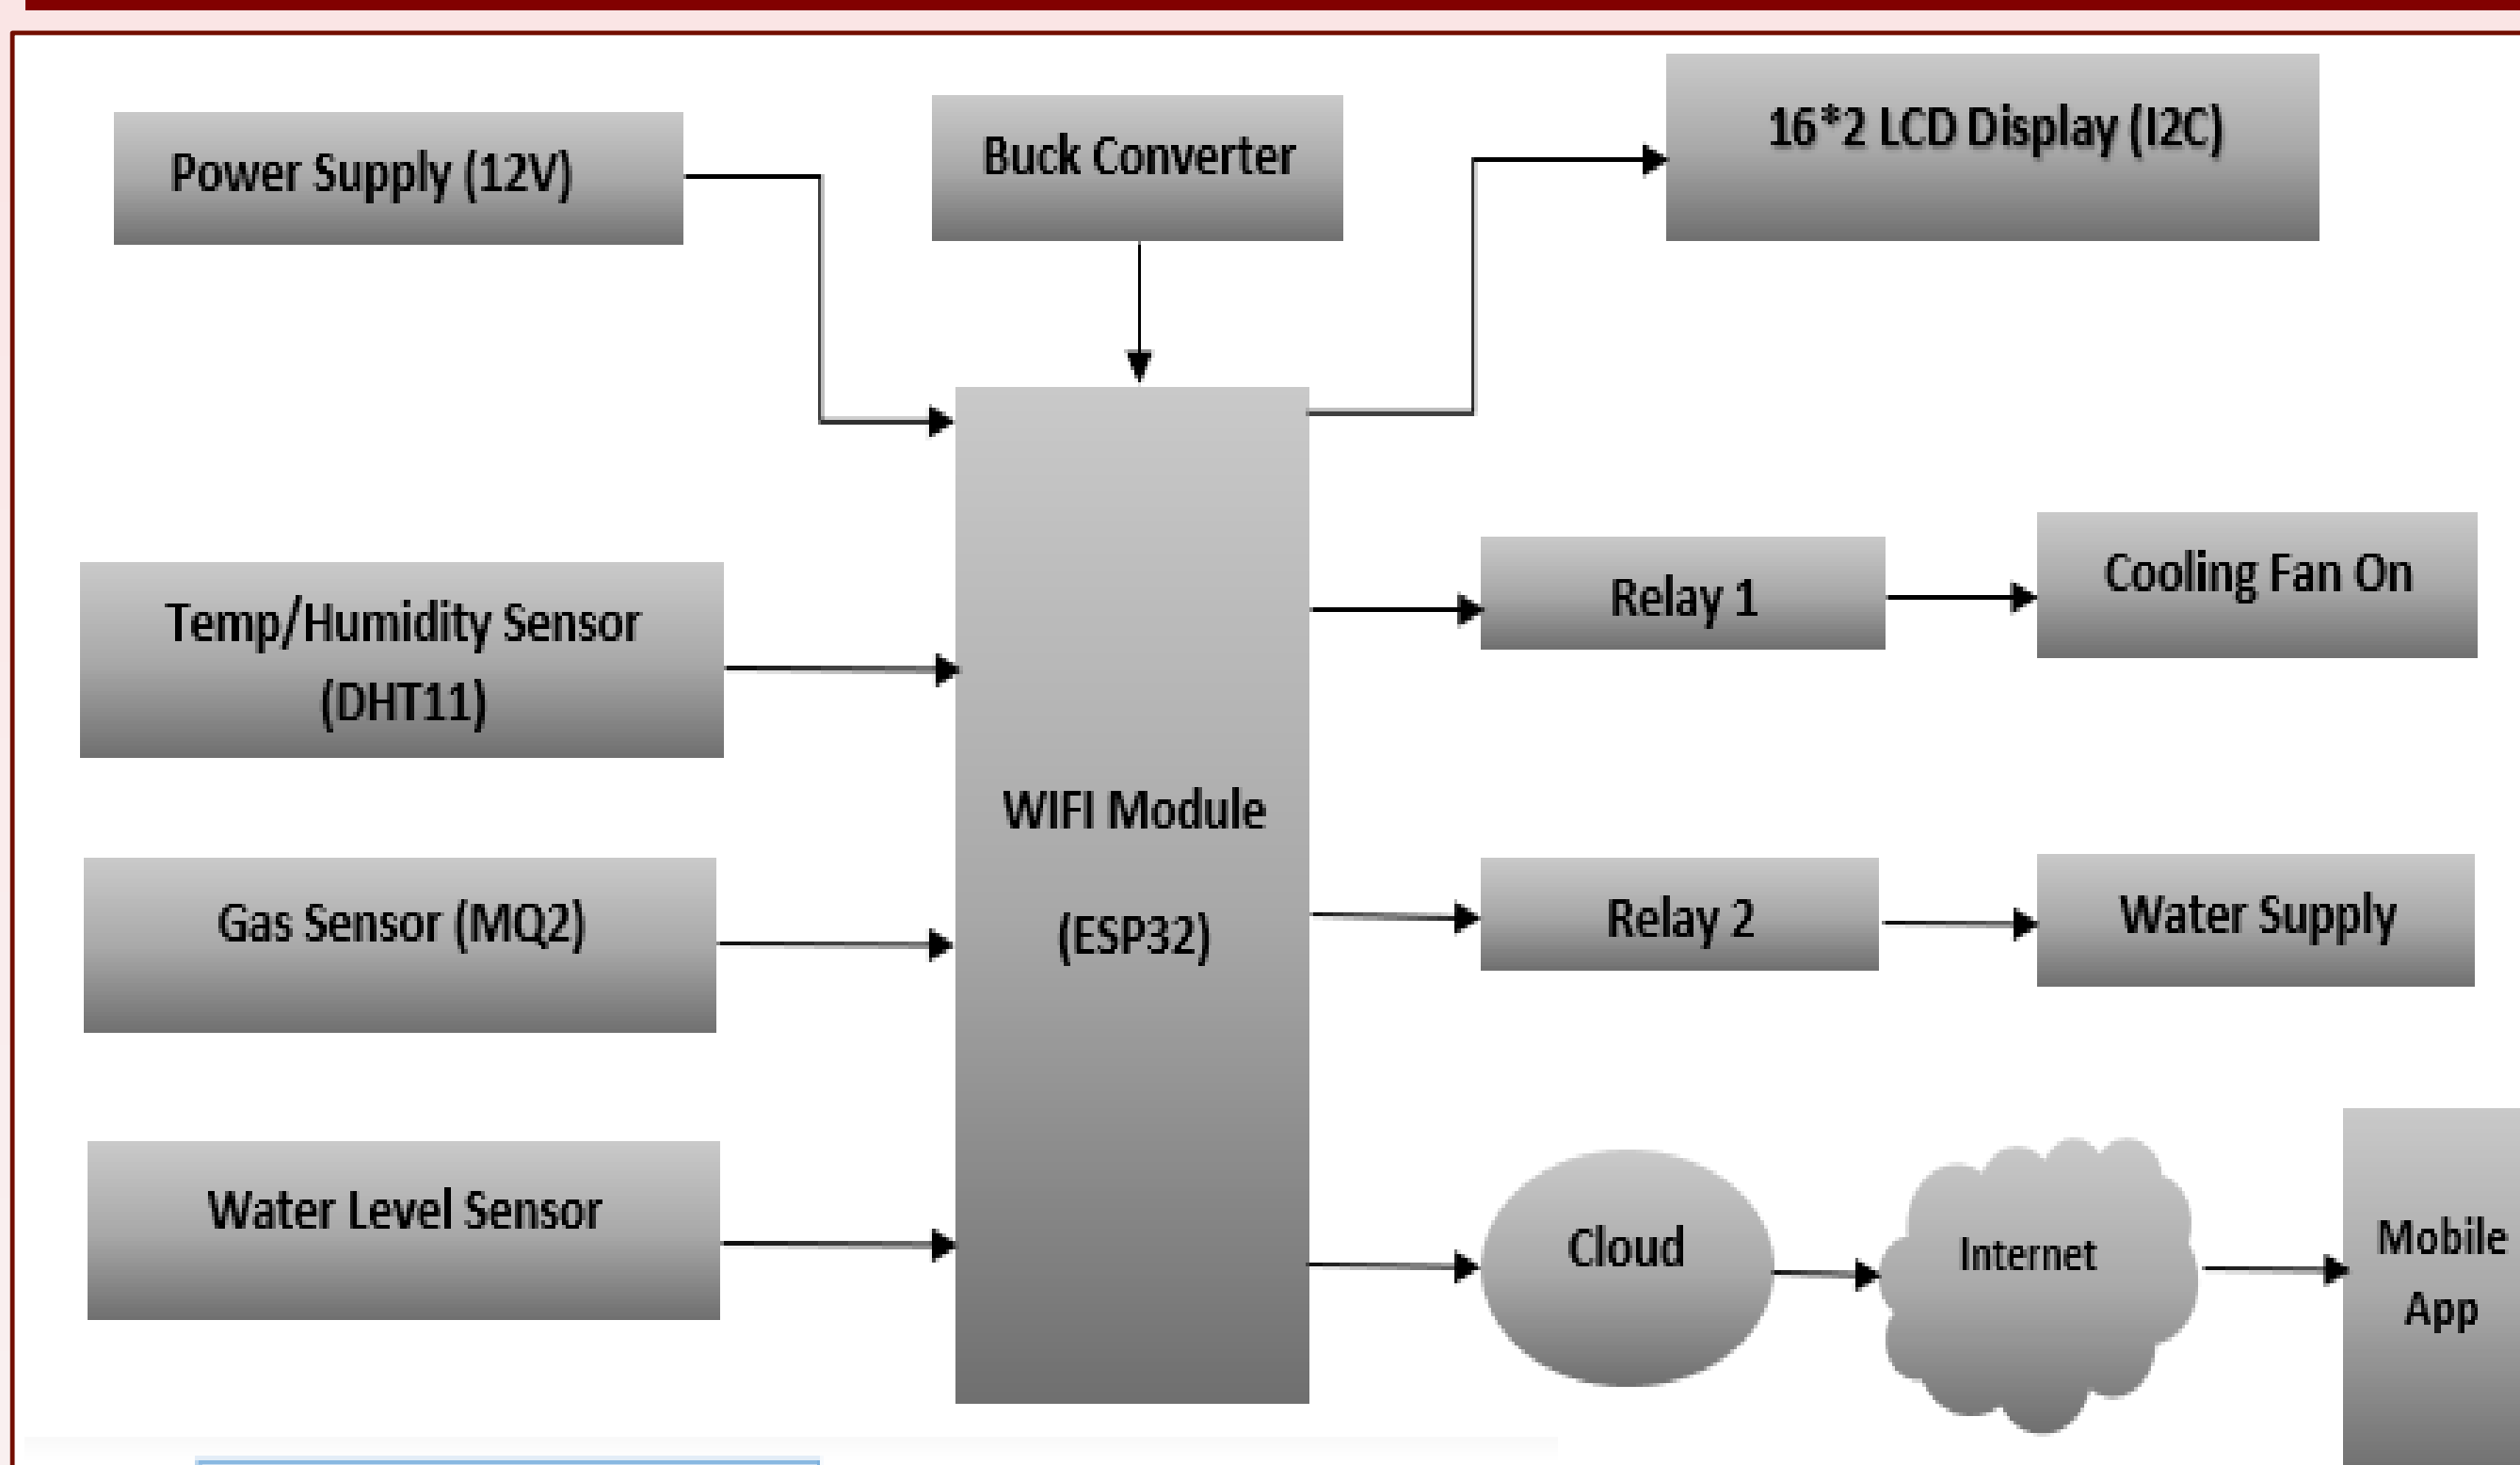 Power Supply (12V)
Buck Converter
16*2 LCD Display (I2C)
Temp/Humidity Sensor
(DHT11)
Relay 1
Cooling Fan On
WIFI Module
(ESP32)
Gas Sensor (MQ2)
Relay 2
Water Supply
Water Level Sensor
Cloud
Internet
Mobile
App